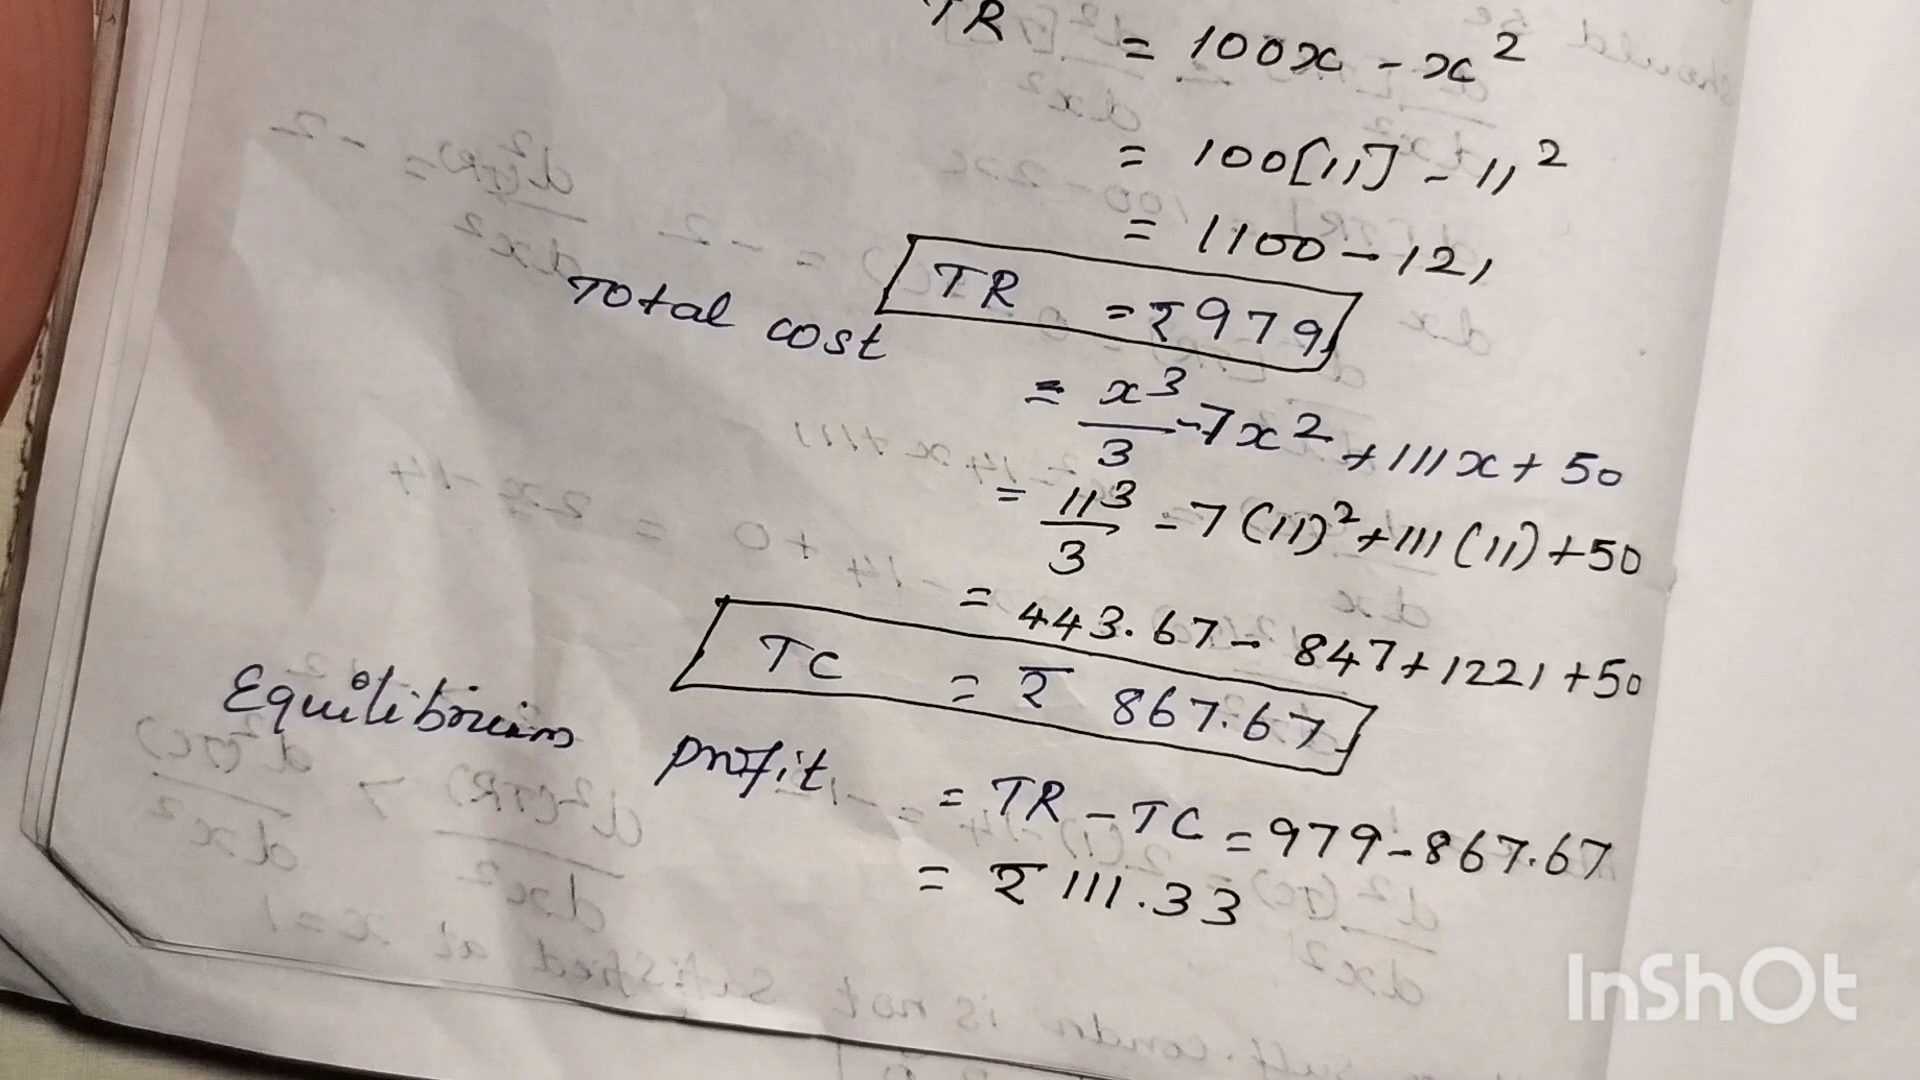 TR = 100x - x²
= 100[11] - 11²
= 1100 - 121
TR = ₹979
Total cost
= x³/3 - 7x² + 111x + 50
= 11³/3 - 7(11)² + 111(11) + 50
= 443.67 - 847 + 1221 + 50
TC = ₹ 867.67
Equilibrium profit = TR - TC = 979 - 867.67
= ₹ 111.33
InShOt